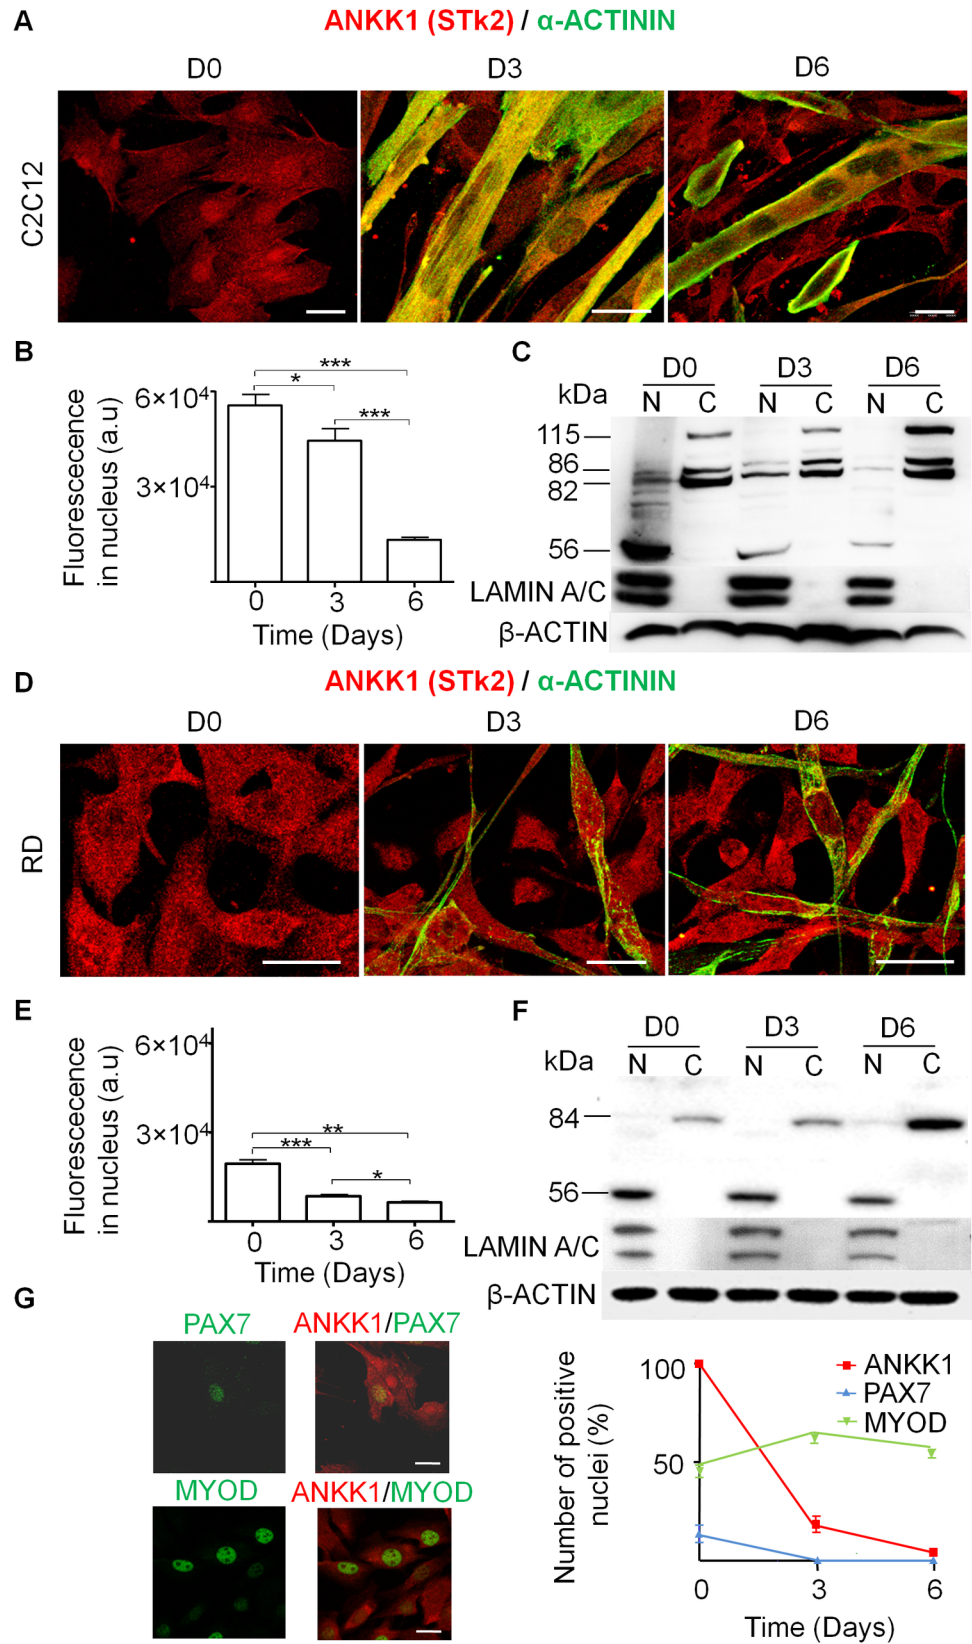 A
ANKK1 (STk2) / α-ACTININ
D0 D3 D6
C2C12
B
Fluorescecence
in nucleus (a.u)
6×10⁴
3×10⁴
***
*
***
0 3 6
Time (Days)
C
D0 D3 D6
kDa N C N C N C
115
86
82
56
LAMIN A/C
β-ACTIN
D
ANKK1 (STk2) / α-ACTININ
D0 D3 D6
RD
E
Fluorescecence
in nucleus (a.u)
6×10⁴
3×10⁴
**
***
*
0 3 6
Time (Days)
F
D0 D3 D6
kDa N C N C N C
84
56
LAMIN A/C
β-ACTIN
G
PAX7 ANKK1/PAX7
MYOD ANKK1/MYOD
Number of positive
nuclei (%)
100
50
ANKK1
PAX7
MYOD
0 3 6
Time (Days)